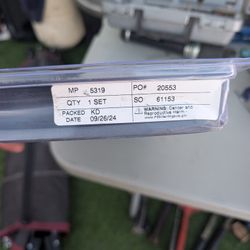 MP 5319 PO# 20553
QTY 1 SET SO 61153
PACKED DATE KD 09/26/24
WARNING: Cancer and
Reproductive Harm